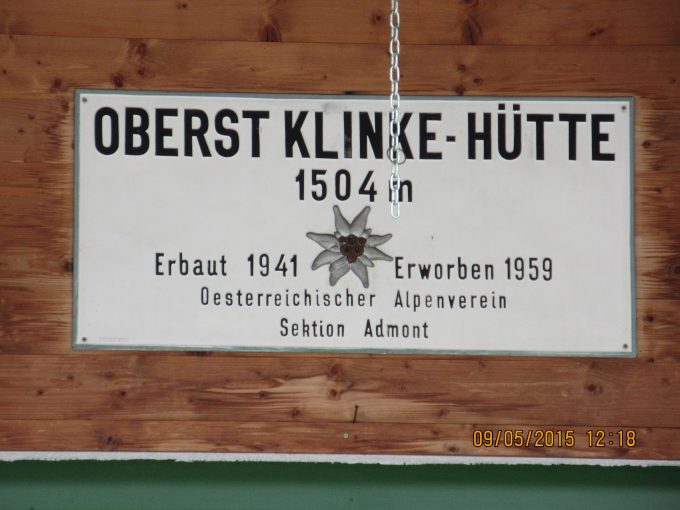 OBERST KLINKE-HÜTTE
1504 m
Erbaut 1941 Erworben 1959
Oesterreichischer Alpenverein
Sektion Admont
09/05/2015 12:18